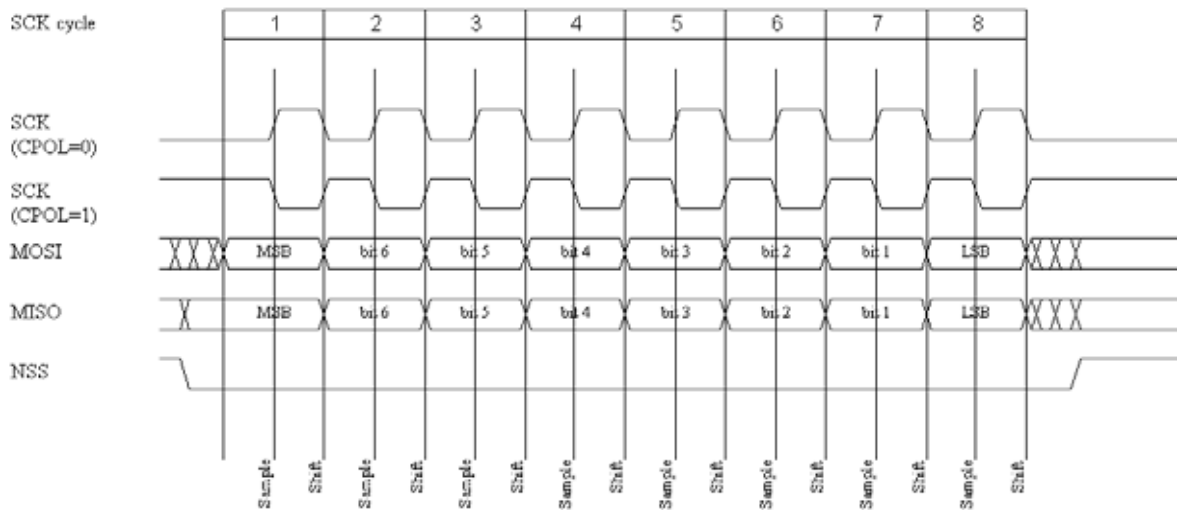 SCK cycle 1 2 3 4 5 6 7 8
SCK
(CPOL=0)
SCK
(CPOL=1)
MOSI MSB bit 6 bit 5 bit 4 bit 3 bit 2 bit 1 LSB
MISO MSB bit 6 bit 5 bit 4 bit 3 bit 2 bit 1 LSB
NSS
Sample Shift Sample Shift Sample Shift Sample Shift Sample Shift Sample Shift Sample Shift Sample Shift